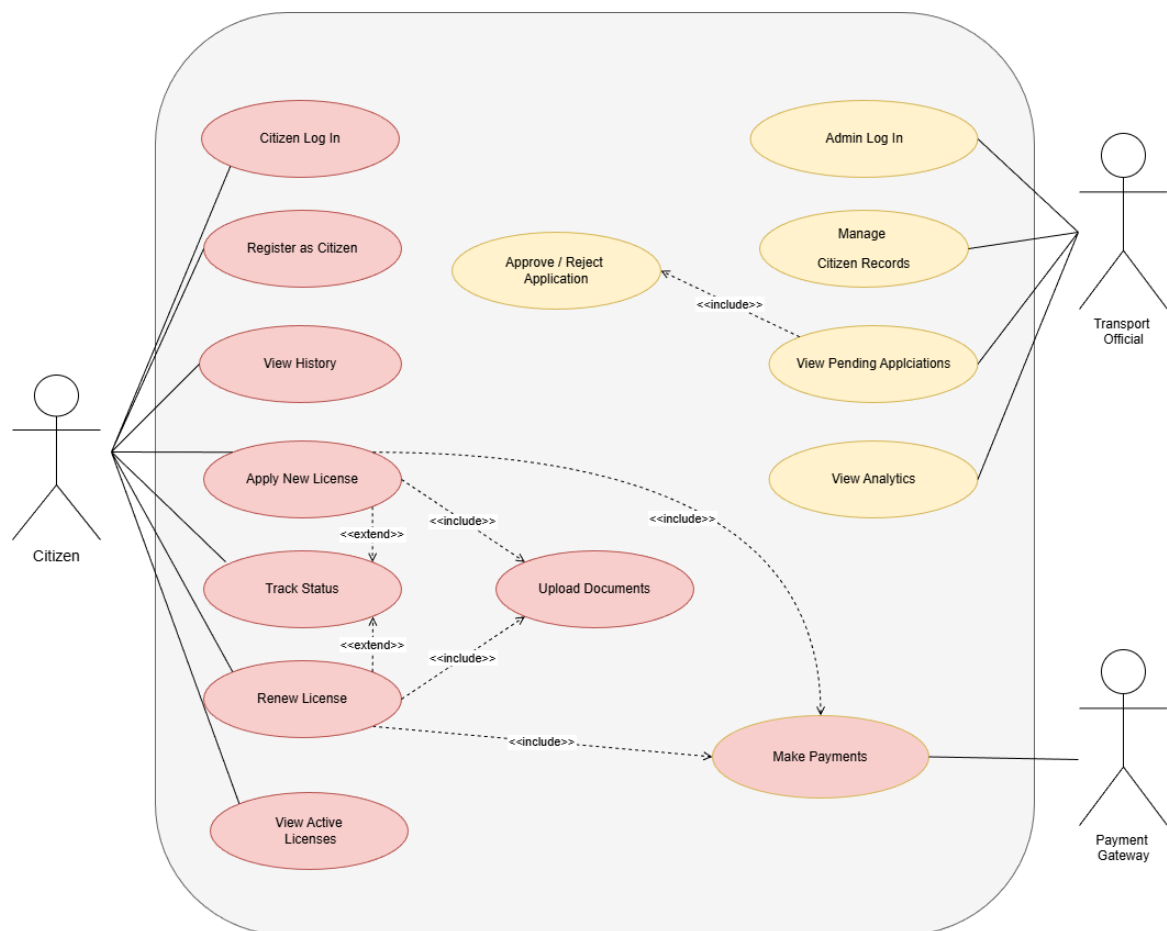 Citizen Log In
Admin Log In
Register as Citizen
Manage
Citizen Records
Approve / Reject
Application
<<include>>
Transport
Official
View History
View Pending Applciations
Apply New License
View Analytics
<<include>>
<<include>>
<<extend>>
Citizen
Track Status
Upload Documents
<<extend>>
<<include>>
Renew License
<<include>>
Make Payments
View Active
Licenses
Payment
Gateway